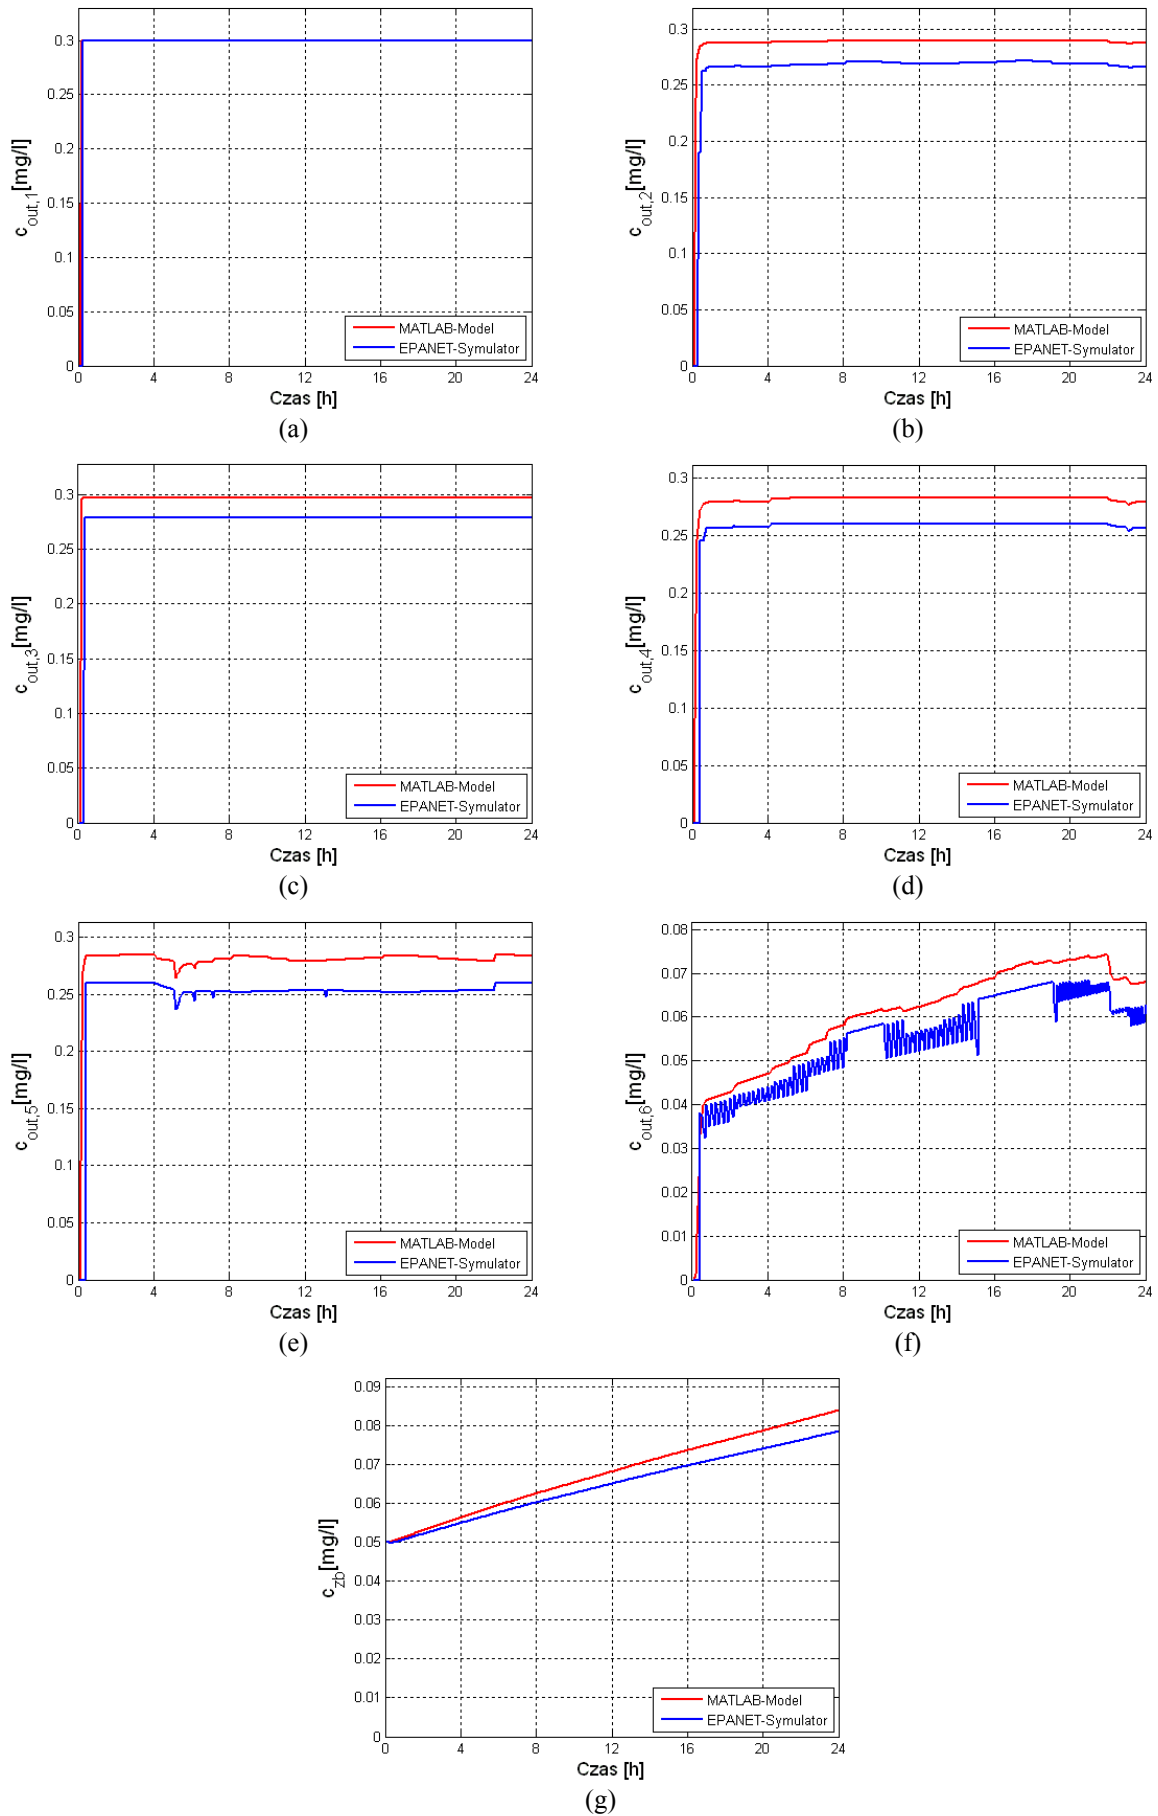 0.3
0.25
0.2
0.15
0.1
0.05
0
c_out,1 [mg/l]
0 4 8 12 16 20 24
Czas [h]
MATLAB-Model
EPANET-Symulator
(a)
0.3
0.25
0.2
0.15
0.1
0.05
0
c_out,2 [mg/l]
0 4 8 12 16 20 24
Czas [h]
MATLAB-Model
EPANET-Symulator
(b)
0.3
0.25
0.2
0.15
0.1
0.05
0
c_out,3 [mg/l]
0 4 8 12 16 20 24
Czas [h]
MATLAB-Model
EPANET-Symulator
(c)
0.3
0.25
0.2
0.15
0.1
0.05
0
c_out,4 [mg/l]
0 4 8 12 16 20 24
Czas [h]
MATLAB-Model
EPANET-Symulator
(d)
0.3
0.25
0.2
0.15
0.1
0.05
0
c_out,5 [mg/l]
0 4 8 12 16 20 24
Czas [h]
MATLAB-Model
EPANET-Symulator
(e)
0.08
0.07
0.06
0.05
0.04
0.03
0.02
0.01
0
c_out,6 [mg/l]
0 4 8 12 16 20 24
Czas [h]
MATLAB-Model
EPANET-Symulator
(f)
0.09
0.08
0.07
0.06
0.05
0.04
0.03
0.02
0.01
0
c_zb [mg/l]
0 4 8 12 16 20 24
Czas [h]
MATLAB-Model
EPANET-Symulator
(g)